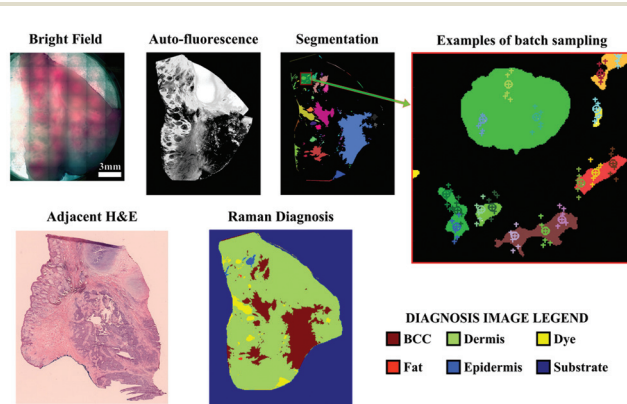 Bright Field
Auto-fluorescence
Segmentation
Examples of batch sampling
3mm
Adjacent H&E
Raman Diagnosis
DIAGNOSIS IMAGE LEGEND
BCC
Dermis
Dye
Fat
Epidermis
Substrate